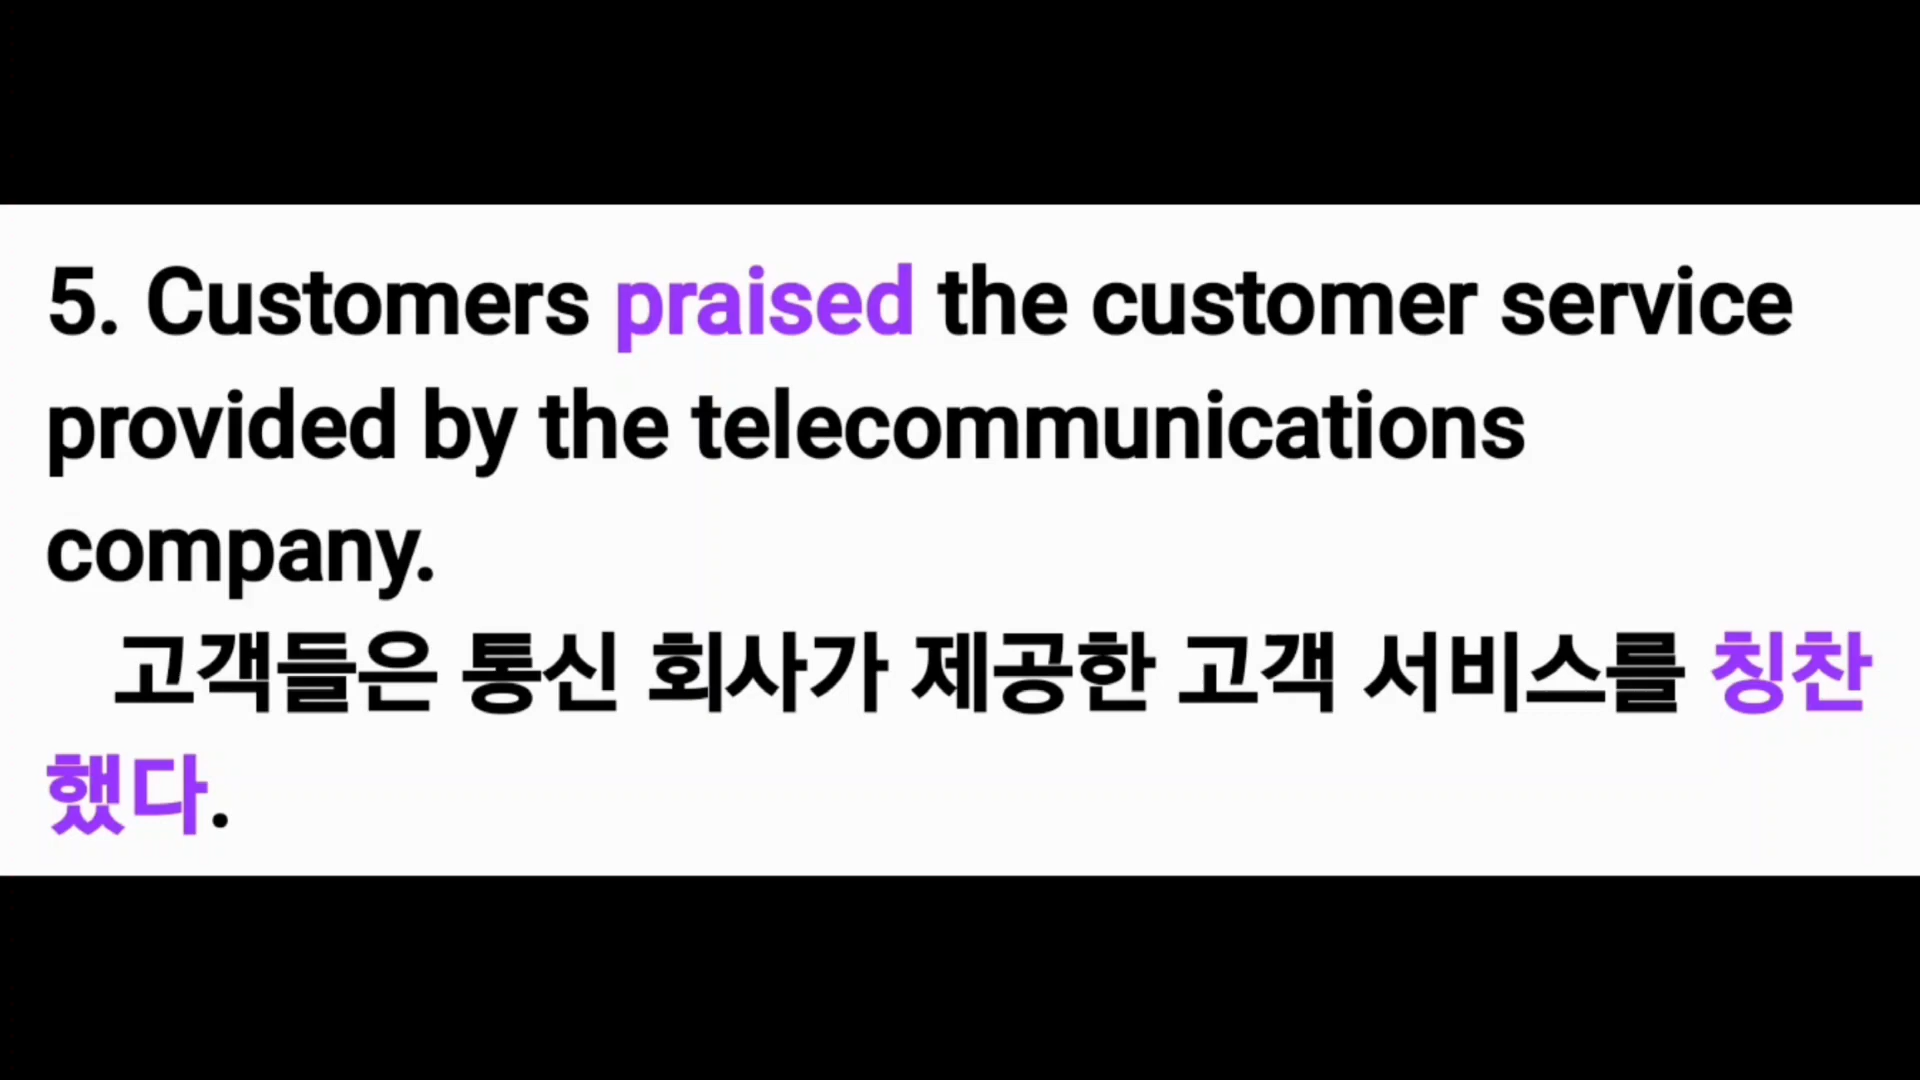 5. Customers praised the customer service
provided by the telecommunications
company.
고객들은 통신 회사가 제공한 고객 서비스를 칭찬
했다.